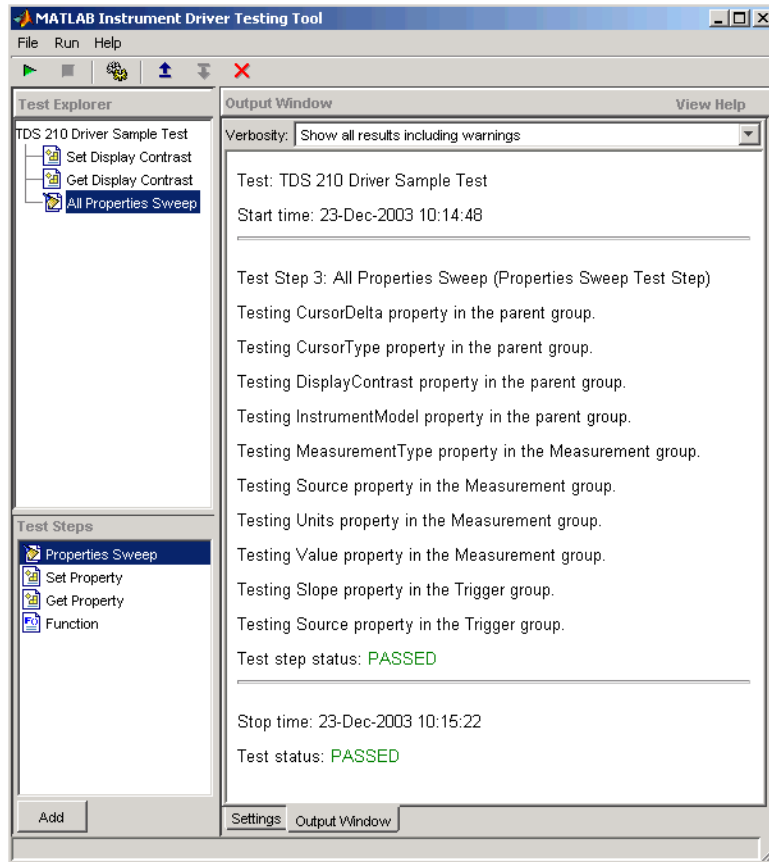 MATLAB Instrument Driver Testing Tool
File Run Help
Test Explorer
TDS 210 Driver Sample Test
Set Display Contrast
Get Display Contrast
All Properties Sweep
Test Steps
Properties Sweep
Set Property
Get Property
Function
Add
Output Window View Help
Verbosity: Show all results including warnings
Test: TDS 210 Driver Sample Test
Start time: 23-Dec-2003 10:14:48
Test Step 3: All Properties Sweep (Properties Sweep Test Step)
Testing CursorDelta property in the parent group.
Testing CursorType property in the parent group.
Testing DisplayContrast property in the parent group.
Testing InstrumentModel property in the parent group.
Testing MeasurementType property in the Measurement group.
Testing Source property in the Measurement group.
Testing Units property in the Measurement group.
Testing Value property in the Measurement group.
Testing Slope property in the Trigger group.
Testing Source property in the Trigger group.
Test step status: PASSED
Stop time: 23-Dec-2003 10:15:22
Test status: PASSED
Settings Output Window